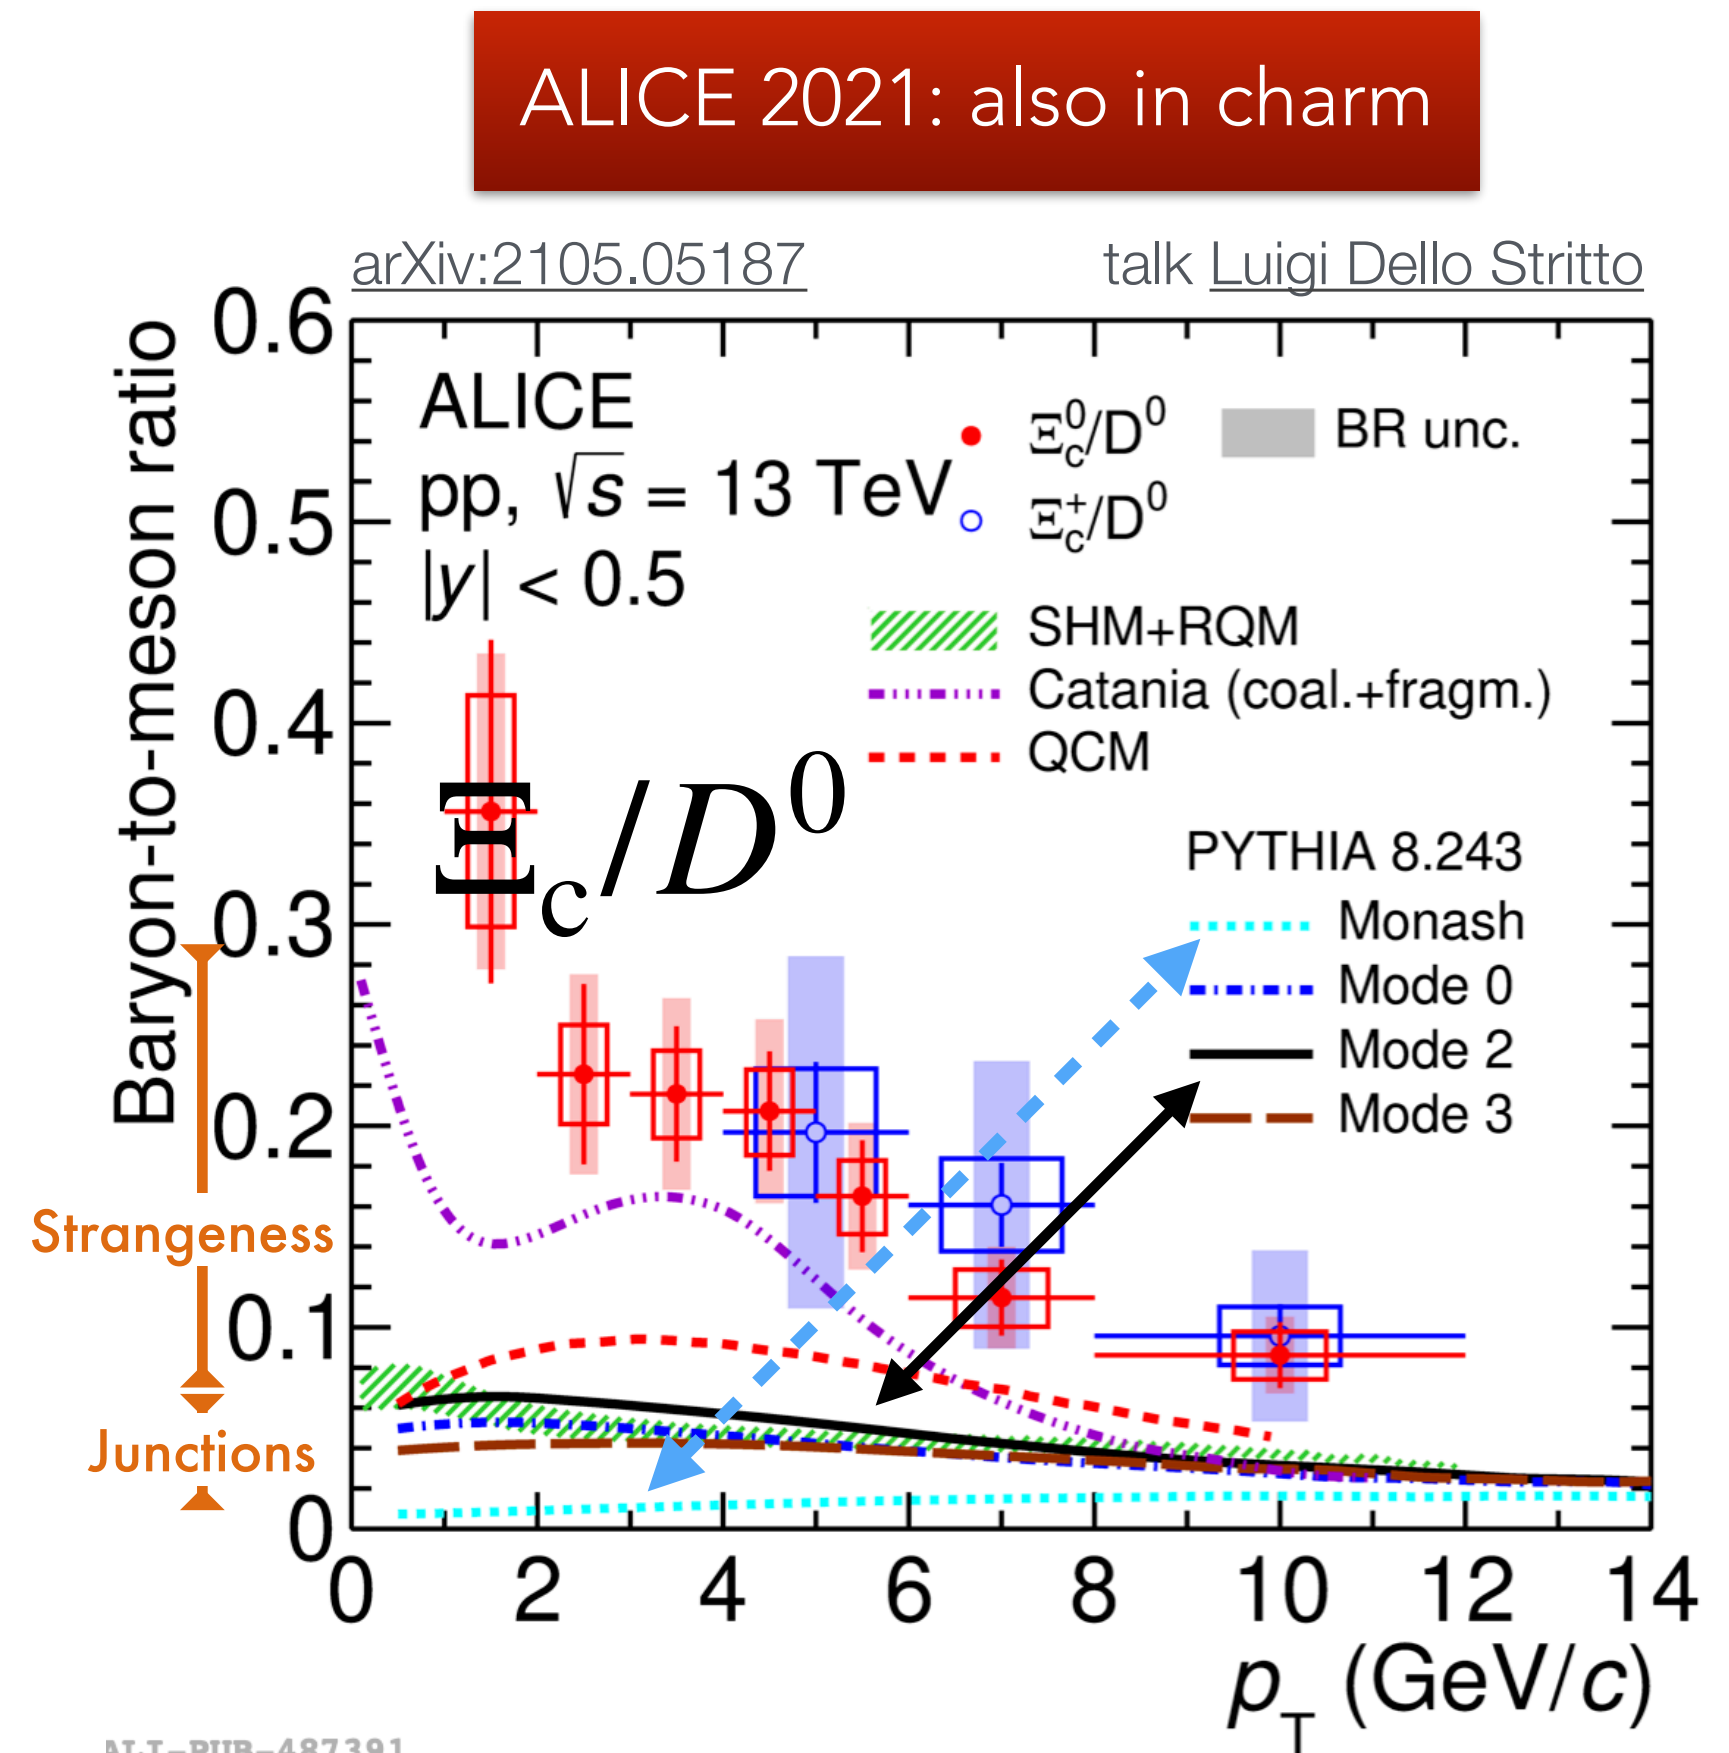 ALICE 2021: also in charm
arXiv:2105.05187
talk Luigi Dello Stritto
Baryon-to-meson ratio
0.6
0.5
0.4
0.3
0.2
0.1
0
ALICE
pp, √s = 13 TeV
|y| < 0.5
Ξc0/D0
Ξc+/D0
BR unc.
SHM+RQM
Catania (coal.+fragm.)
QCM
Ξc/D0
PYTHIA 8.243
Monash
Mode 0
Mode 2
Mode 3
Strangeness
Junctions
0 2 4 6 8 10 12 14
pT (GeV/c)
ALI-PUB-487391